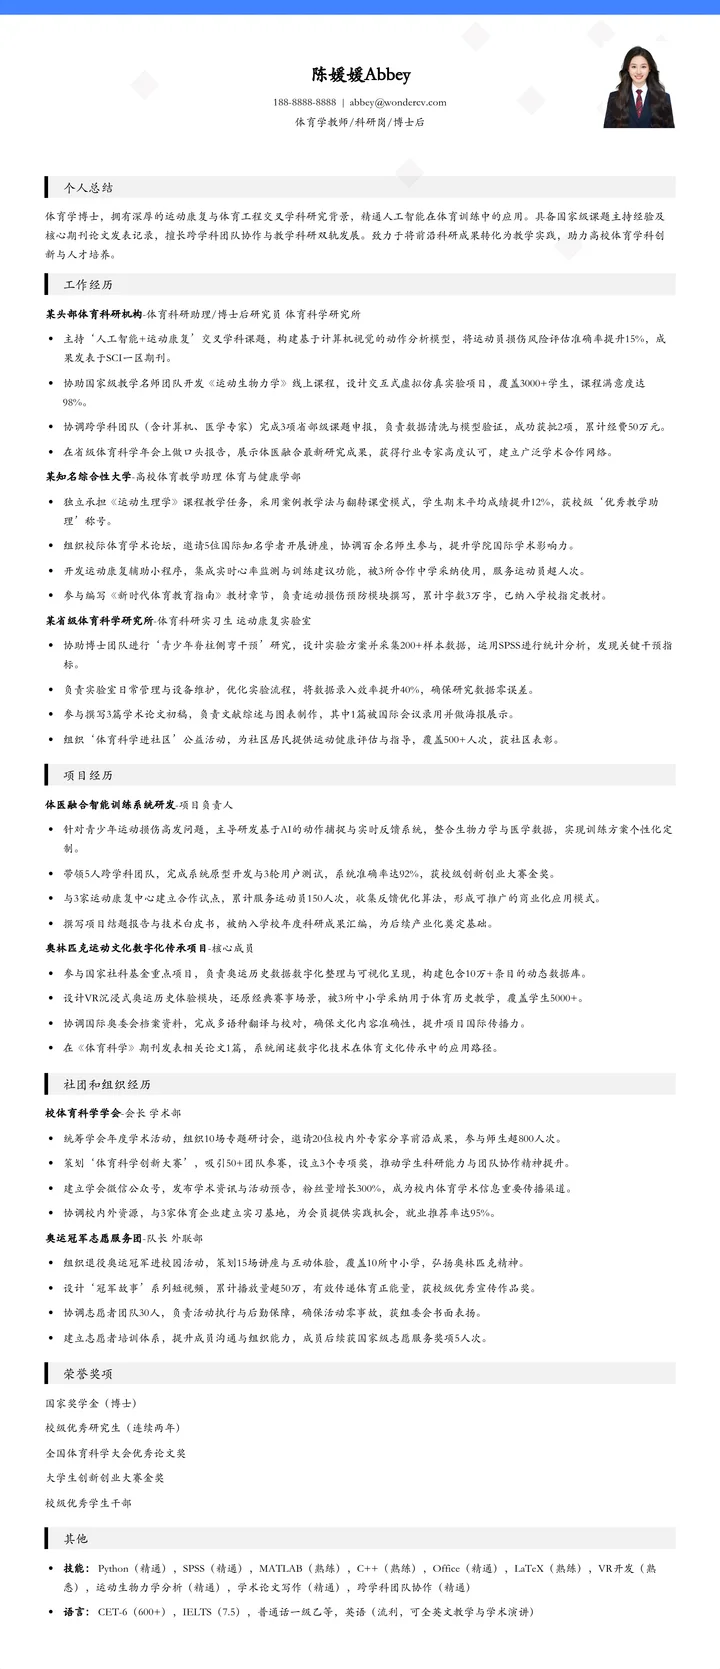 陈媛媛Abbey
188-8888-8888 | abbey@wondercv.com
体育学教师/科研岗/博士后
个人总结
体育学博士，拥有深厚的运动康复与体育工程交叉学科研究背景，精通人工智能在体育训练中的应用。具备国家级课题主持经验及
核心期刊论文发表记录，擅长跨学科团队协作与教学科研双轨发展。致力于将前沿科研成果转化为教学实践，助力高校体育学科创
新与人才培养。
工作经历
某头部体育科研机构-体育科研助理/博士后研究员 体育科学研究所
• 主持‘人工智能+运动康复’交叉学科课题，构建基于计算机视觉的动作分析模型，将运动员损伤风险评估准确率提升15%，成
果发表于SCI一区期刊。
• 协助国家级教学名师团队开发《运动生物力学》线上课程，设计交互式虚拟仿真实验项目，覆盖3000+学生，课程满意度达
98%。
• 协调跨学科团队（含计算机、医学专家）完成3项省部级课题申报，负责数据清洗与模型验证，成功获批2项，累计经费50万元。
• 在省级体育科学年会上做口头报告，展示体医融合最新研究成果，获得行业专家高度认可，建立广泛学术合作网络。
某知名综合性大学-高校体育教学助理 体育与健康学部
• 独立承担《运动生理学》课程教学任务，采用案例教学法与翻转课堂模式，学生期末平均成绩提升12%，获校级‘优秀教学助
理’称号。
• 组织校际体育学术论坛，邀请5位国际知名学者开展讲座，协调百余名师生参与，提升学院国际学术影响力。
• 开发运动康复辅助小程序，集成实时心率监测与训练建议功能，被3所合作中学采纳使用，服务运动员超人次。
• 参与编写《新时代体育教育指南》教材章节，负责运动损伤预防模块撰写，累计字数3万字，已纳入学校指定教材。
某省级体育科学研究所-体育科研实习生 运动康复实验室
• 协助博士团队进行‘青少年脊柱侧弯干预’研究，设计实验方案并采集200+样本数据，运用SPSS进行统计分析，发现关键干预指
标。
• 负责实验室日常管理与设备维护，优化实验流程，将数据录入效率提升40%，确保研究数据零误差。
• 参与撰写3篇学术论文初稿，负责文献综述与图表制作，其中1篇被国际会议录用并做海报展示。
• 组织‘体育科学进社区’公益活动，为社区居民提供运动健康评估与指导，覆盖500+人次，获社区表彰。
项目经历
体医融合智能训练系统研发-项目负责人
• 针对青少年运动损伤高发问题，主导研发基于AI的动作捕捉与实时反馈系统，整合生物力学与医学数据，实现训练方案个性化定
制。
• 带领5人跨学科团队，完成系统原型开发与3轮用户测试，系统准确率达92%，获校级创新创业大赛金奖。
• 与3家运动康复中心建立合作试点，累计服务运动员150人次，收集反馈优化算法，形成可推广的商业化应用模式。
• 撰写项目结题报告与技术白皮书，被纳入学校年度科研成果汇编，为后续产业化奠定基础。
奥林匹克运动文化数字化传承项目-核心成员
• 参与国家社科基金重点项目，负责奥运历史数据数字化整理与可视化呈现，构建包含10万+条目的动态数据库。
• 设计VR沉浸式奥运历史体验模块，还原经典赛事场景，被3所中小学采纳用于体育历史教学，覆盖学生5000+。
• 协调国际奥委会档案资料，完成多语种翻译与校对，确保文化内容准确性，提升项目国际传播力。
• 在《体育科学》期刊发表相关论文1篇，系统阐述数字化技术在体育文化传承中的应用路径。
社团和组织经历
校体育科学学会-会长 学术部
• 统筹学会年度学术活动，组织10场专题研讨会，邀请20位校内外专家分享前沿成果，参与师生超800人次。
• 策划‘体育科学创新大赛’，吸引50+团队参赛，设立3个专项奖，推动学生科研能力与团队协作精神提升。
• 建立学会微信公众号，发布学术资讯与活动预告，粉丝量增长300%，成为校内体育学术信息重要传播渠道。
• 协调校内外资源，与3家体育企业建立实习基地，为会员提供实践机会，就业推荐率达95%。
奥运冠军志愿服务团-队长 外联部
• 组织退役奥运冠军进校园活动，策划15场讲座与互动体验，覆盖10所中小学，弘扬奥林匹克精神。
• 设计‘冠军故事’系列短视频，累计播放量超50万，有效传递体育正能量，获校级优秀宣传作品奖。
• 协调志愿者团队30人，负责活动执行与后勤保障，确保活动零事故，获组委会书面表扬。
• 建立志愿者培训体系，提升成员沟通与组织能力，成员后续获国家级志愿服务奖项5人次。
荣誉奖项
国家奖学金（博士）
校级优秀研究生（连续两年）
全国体育科学大会优秀论文奖
大学生创新创业大赛金奖
校级优秀学生干部
其他
• 技能： Python（精通）, SPSS（精通）, MATLAB（熟练）, C++（熟练）, Office（精通）, LaTeX（熟练）, VR开发（熟
悉）, 运动生物力学分析（精通）, 学术论文写作（精通）, 跨学科团队协作（精通）
• 语言： CET-6（600+）, IELTS（7.5）, 普通话一级乙等，英语（流利，可全英文教学与学术演讲）